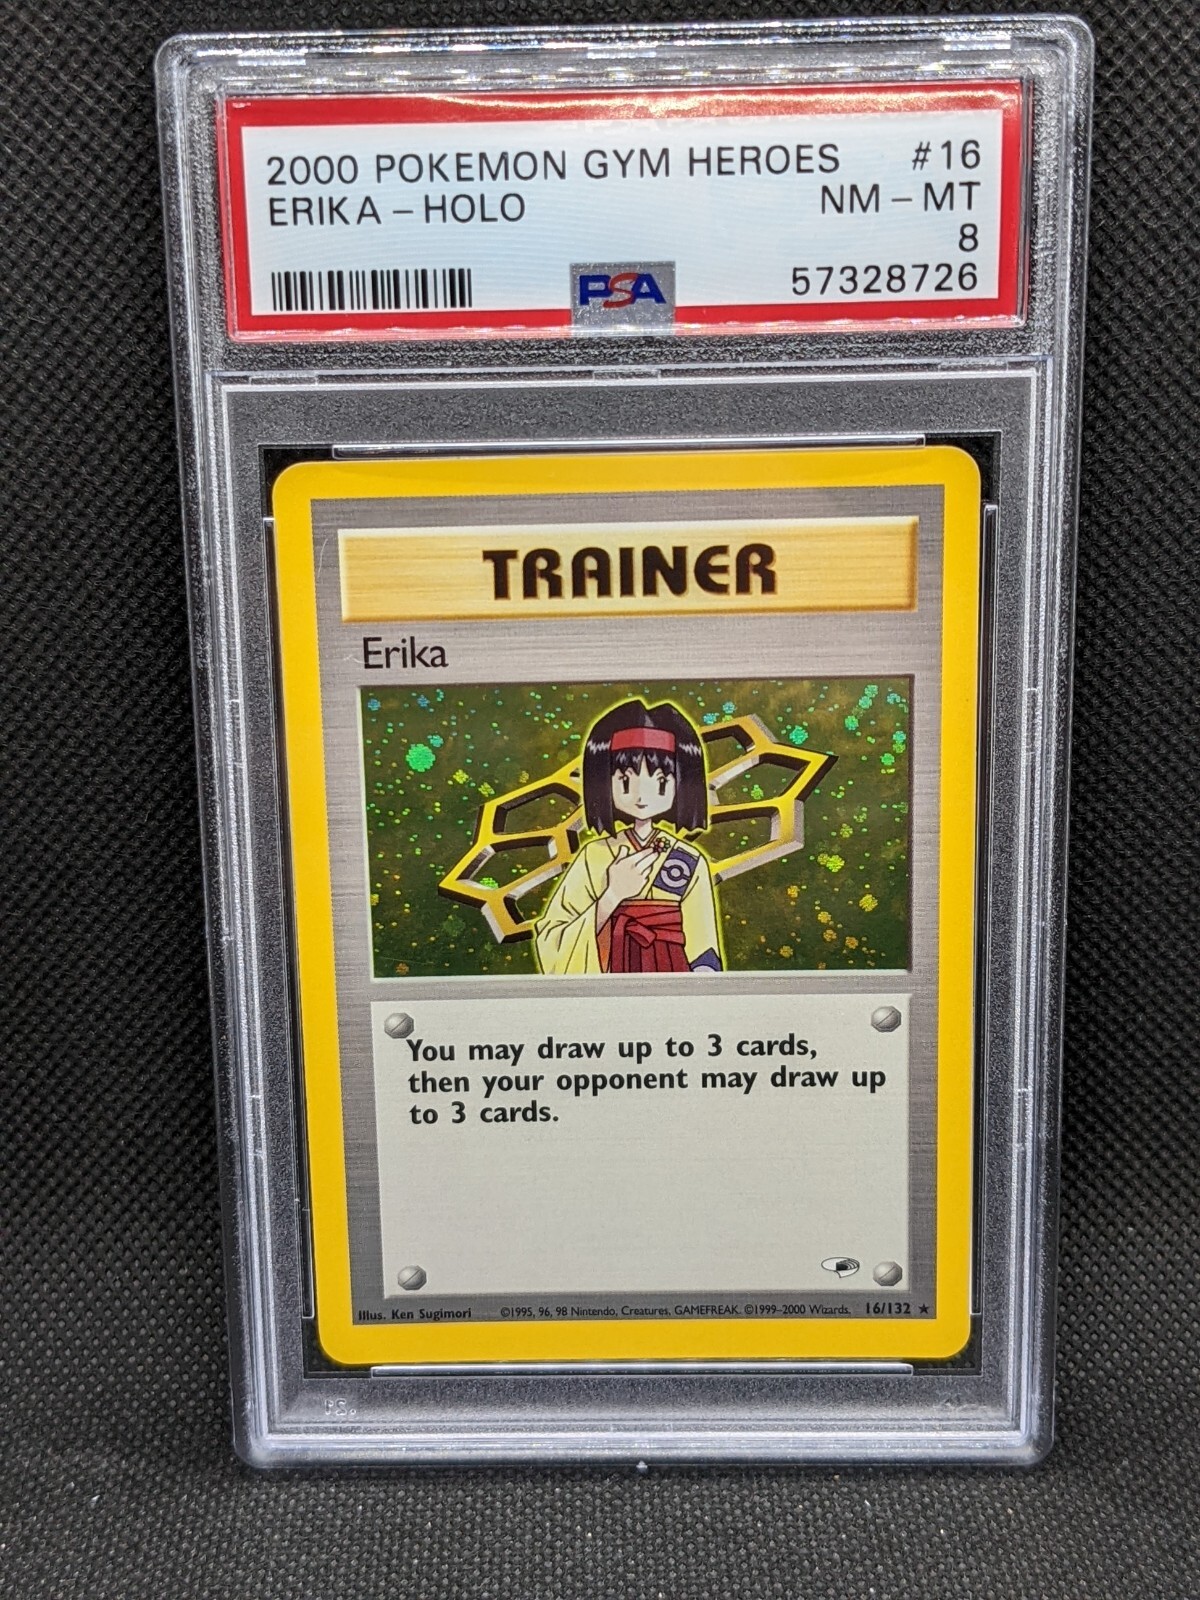 2000 POKEMON GYM HEROES #16
ERIKA - HOLO NM - MT
8
PSA 57328726
TRAINER
Erika
You may draw up to 3 cards,
then your opponent may draw up
to 3 cards.
Illus. Ken Sugimori ©1995, 96, 98 Nintendo, Creatures, GAMEFREAK. ©1999-2000 Wizards. 16/132 ★